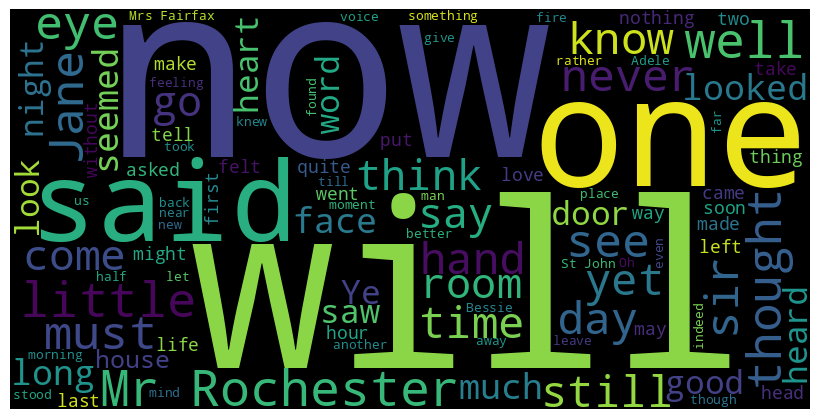 Mrs Fairfax
voice
something
fire
nothing
two
eye
now
give
know
well
night
Jane
seemed
make
heart
word
rather
Adele
feeling
go
found
never
take
looked
without
knew
one
far
tell
took
put
thing
look
said
asked
felt
quite
think
love
us
first
till
went
man
place
came
back
near
new
moment
face
say
door
way
made
soon
better
thought
come
might
will
hand
see
left
sir
even
half
let
room
St John
Oh
yet
heard
little
Ye
saw
Bessie
time
day
may
indeed
must
life
hour
another
away
leave
morning
house
long
stood
last
Mr Rochester
mind
much
still
good
though
head